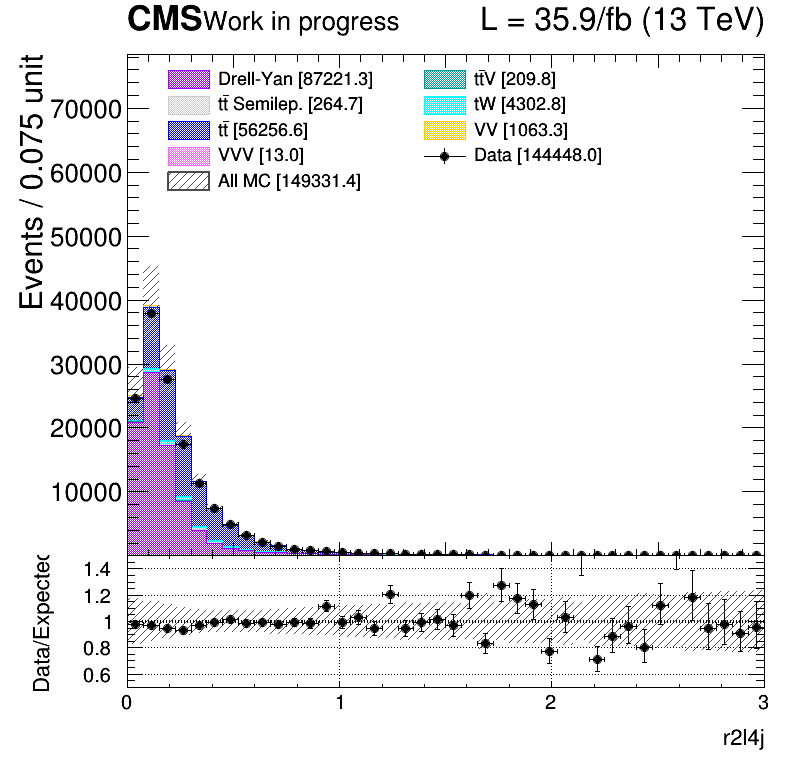 CMS Work in progress L = 35.9/fb (13 TeV)
Events / 0.075 unit
70000
60000
50000
40000
30000
20000
10000
Drell-Yan [87221.3]
tt̄ Semilep. [264.7]
tt̄ [56256.6]
VVV [13.0]
All MC [149331.4]
tt̄V [209.8]
tW [4302.8]
VV [1063.3]
Data [144448.0]
Data/Expected
1.4
1.2
1
0.8
0.6
0 1 2 3
r2l4j